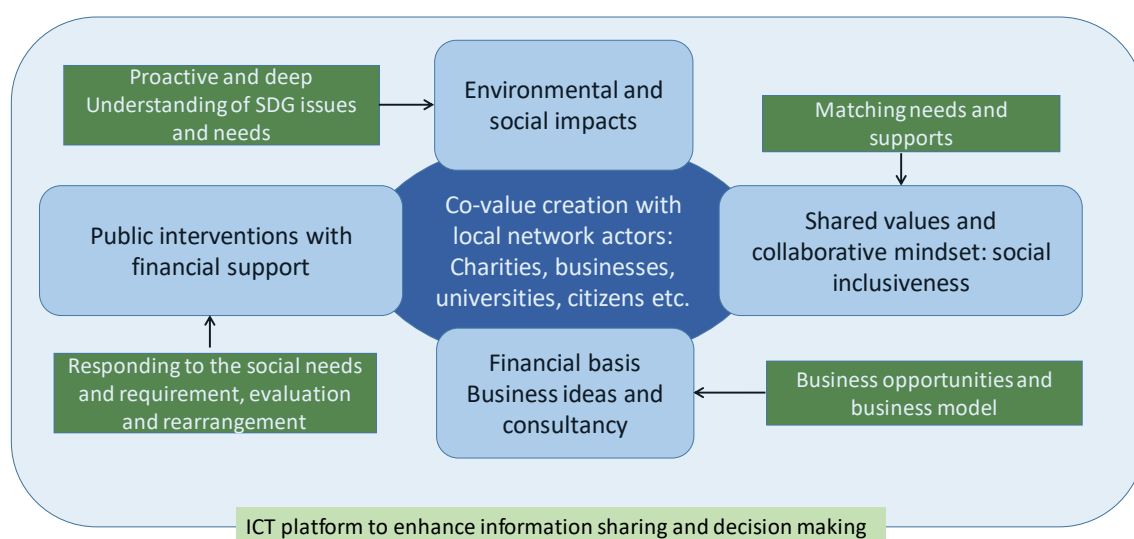 Proactive and deep
Understanding of SDG issues
and needs
Environmental and
social impacts
Matching needs and
supports
Public interventions with
financial support
Co-value creation with
local network actors:
Charities, businesses,
universities, citizens etc.
Shared values and
collaborative mindset: social
inclusiveness
Responding to the social needs
and requirement, evaluation
and rearrangement
Financial basis
Business ideas and
consultancy
Business opportunities and
business model
ICT platform to enhance information sharing and decision making